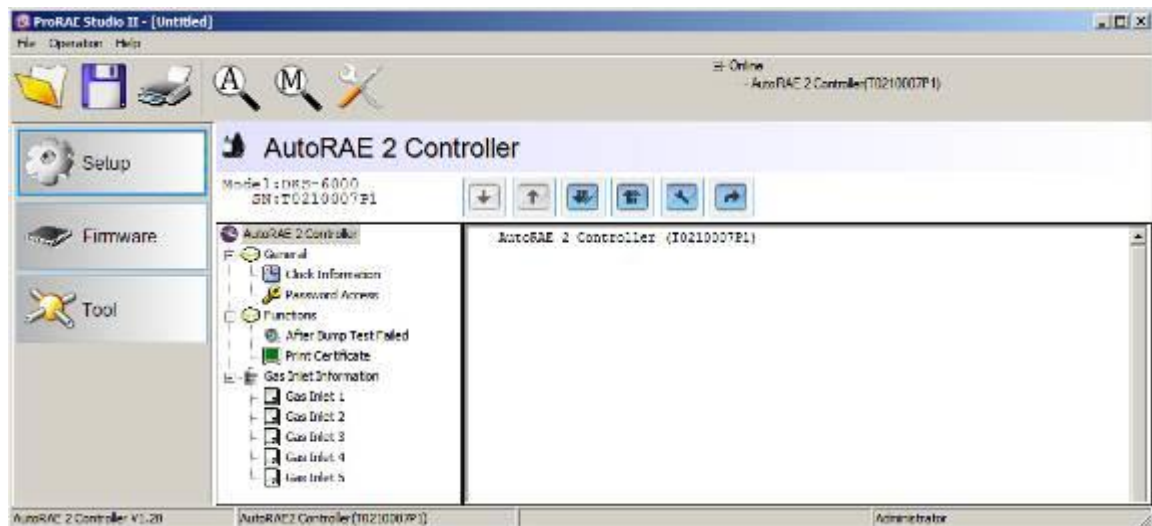 ProRAE Studio II - [Untitled]
File Operation Help
A M
Online
AutoRAE 2 Controller(T0210007P1)
Setup
AutoRAE 2 Controller
Model:DKS-6000
SN:T0210007P1
Firmware
AutoRAE 2 Controller
AutoRAE 2 Controller (T0210007P1)
General
Clock Information
Password Access
Tool
Functions
After Bump Test Failed
Print Certificate
Gas Inlet Information
Gas Inlet 1
Gas Inlet 2
Gas Inlet 3
Gas Inlet 4
Gas Inlet 5
AutoRAE 2 Controller V1.20
AutoRAE2 Controller(T0210007P1)
Administrator